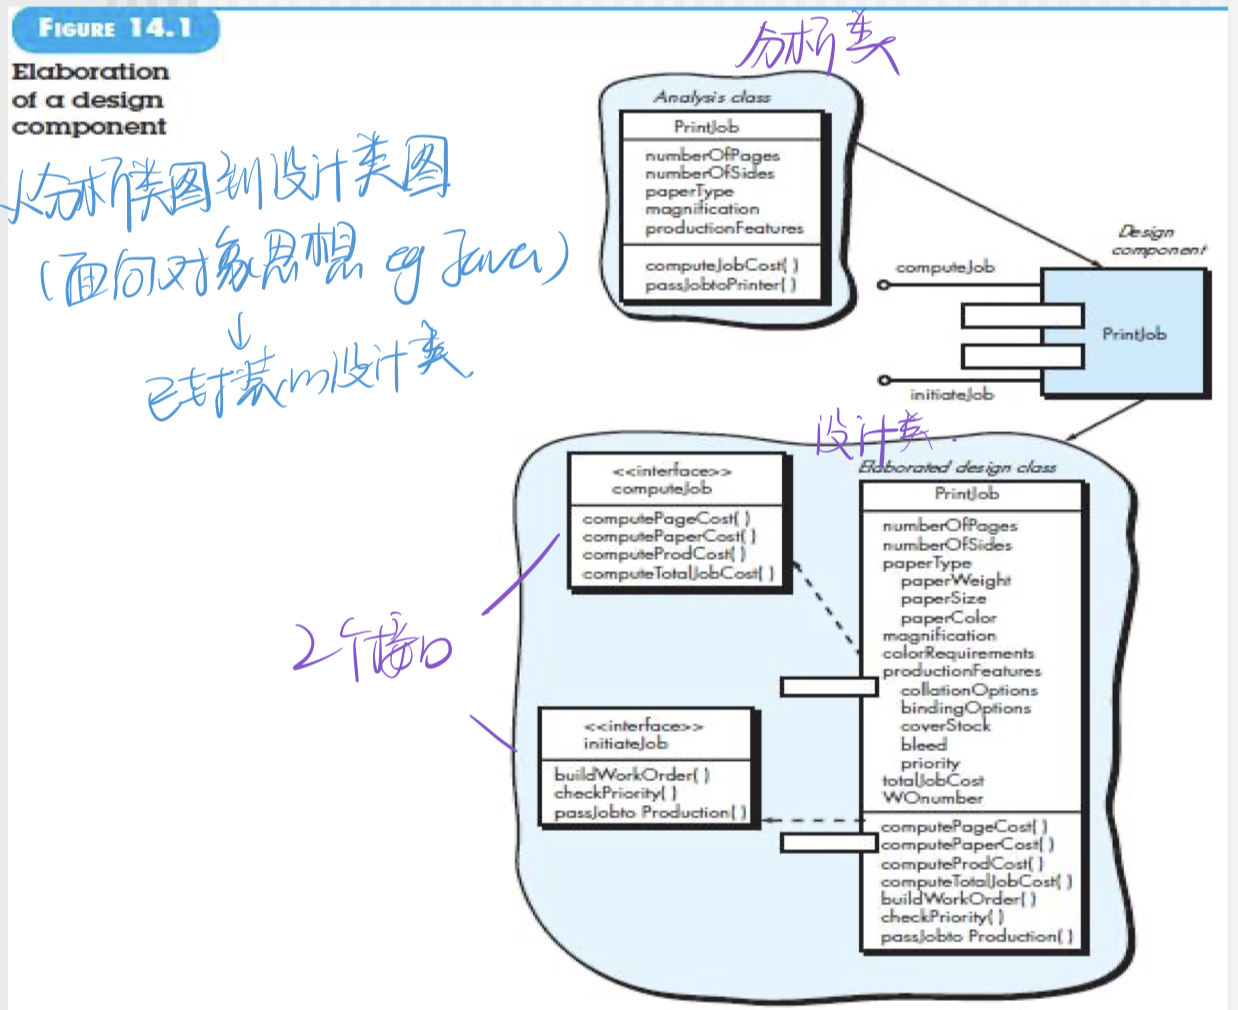 FIGURE 14.1
Elaboration
of a design
component
从分析类图到设计类图
(面向对象思想 eg Java)
↓
已封装的设计类
分析类
Analysis class
PrintJob
numberOfPages
numberOfSides
paperType
magnification
productionFeatures
computeJobCost( )
passJobtoPrinter( )
Design
component
computeJob
PrintJob
initiateJob
设计类.
2个接口
<<interface>>
computeJob
computePageCost( )
computePaperCost( )
computeProdCost( )
computeTotalJobCost( )
<<interface>>
initiateJob
buildWorkOrder( )
checkPriority( )
passJobto Production( )
Elaborated design class
PrintJob
numberOfPages
numberOfSides
paperType
paperWeight
paperSize
paperColor
magnification
colorRequirements
productionFeatures
collationOptions
bindingOptions
coverStock
bleed
priority
totalJobCost
WOnumber
computePageCost( )
computePaperCost( )
computeProdCost( )
computeTotalJobCost( )
buildWorkOrder( )
checkPriority( )
passJobto Production( )